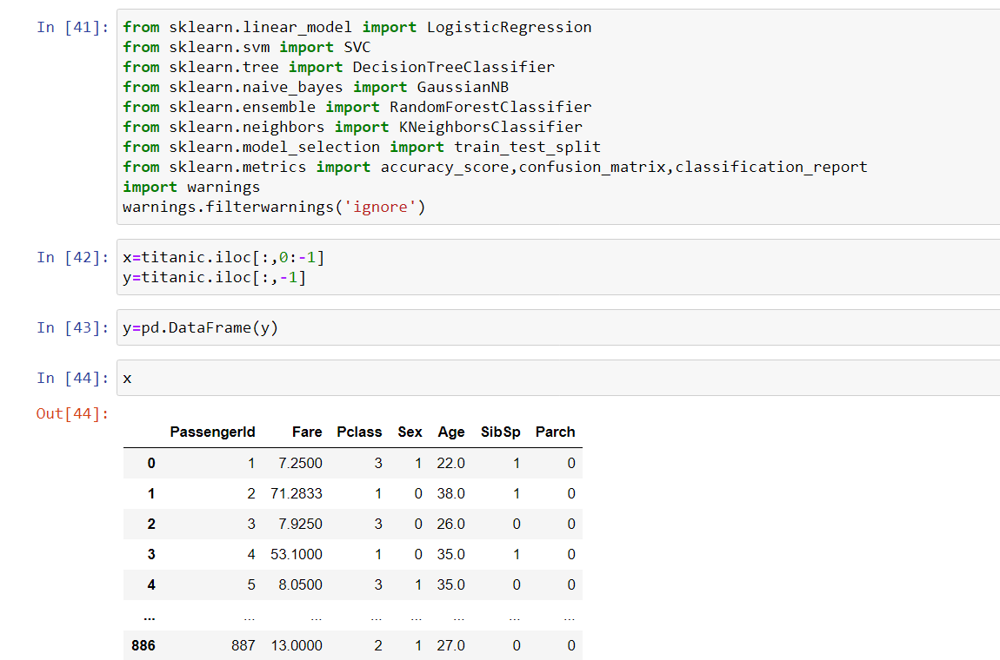 In [41]: from sklearn.linear_model import LogisticRegression
from sklearn.svm import SVC
from sklearn.tree import DecisionTreeClassifier
from sklearn.naive_bayes import GaussianNB
from sklearn.ensemble import RandomForestClassifier
from sklearn.neighbors import KNeighborsClassifier
from sklearn.model_selection import train_test_split
from sklearn.metrics import accuracy_score,confusion_matrix,classification_report
import warnings
warnings.filterwarnings('ignore')
In [42]: x=titanic.iloc[:,0:-1]
y=titanic.iloc[:,-1]
In [43]: y=pd.DataFrame(y)
In [44]: x
Out[44]:
PassengerId Fare Pclass Sex Age SibSp Parch
0 1 7.2500 3 1 22.0 1 0
1 2 71.2833 1 0 38.0 1 0
2 3 7.9250 3 0 26.0 0 0
3 4 53.1000 1 0 35.0 1 0
4 5 8.0500 3 1 35.0 0 0
... ... ... ... ... ... ... ...
886 887 13.0000 2 1 27.0 0 0